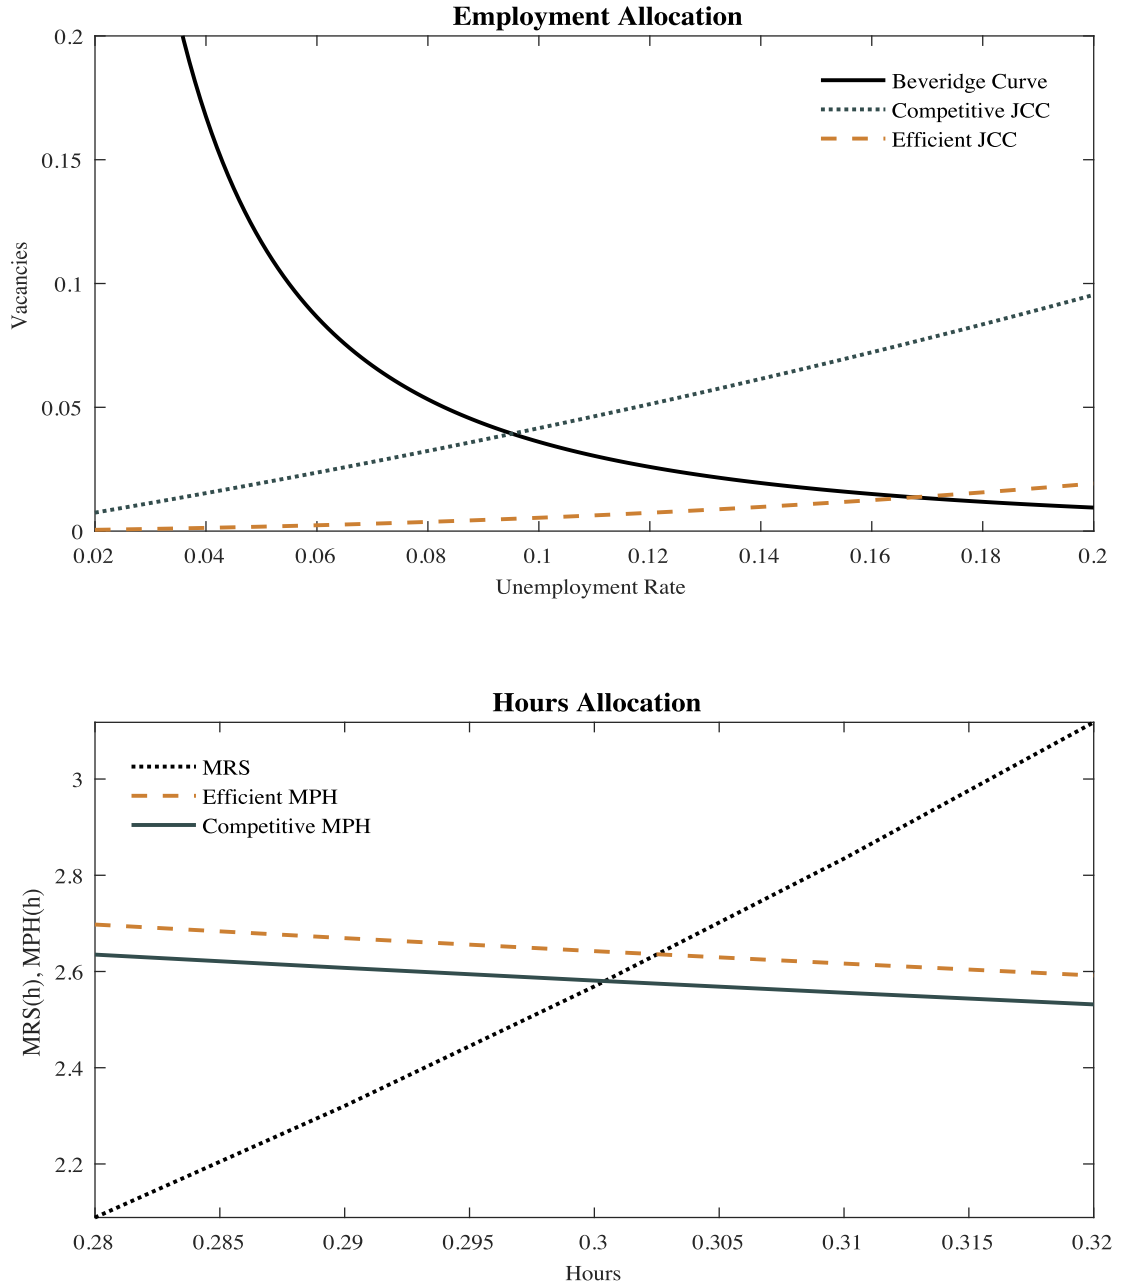 Employment Allocation
0.2
0.15
0.1
0.05
0
Vacancies
Beveridge Curve
Competitive JCC
Efficient JCC
0.02 0.04 0.06 0.08 0.1 0.12 0.14 0.16 0.18 0.2
Unemployment Rate
Hours Allocation
3
2.8
2.6
2.4
2.2
MRS(h), MPH(h)
MRS
Efficient MPH
Competitive MPH
0.28 0.285 0.29 0.295 0.3 0.305 0.31 0.315 0.32
Hours